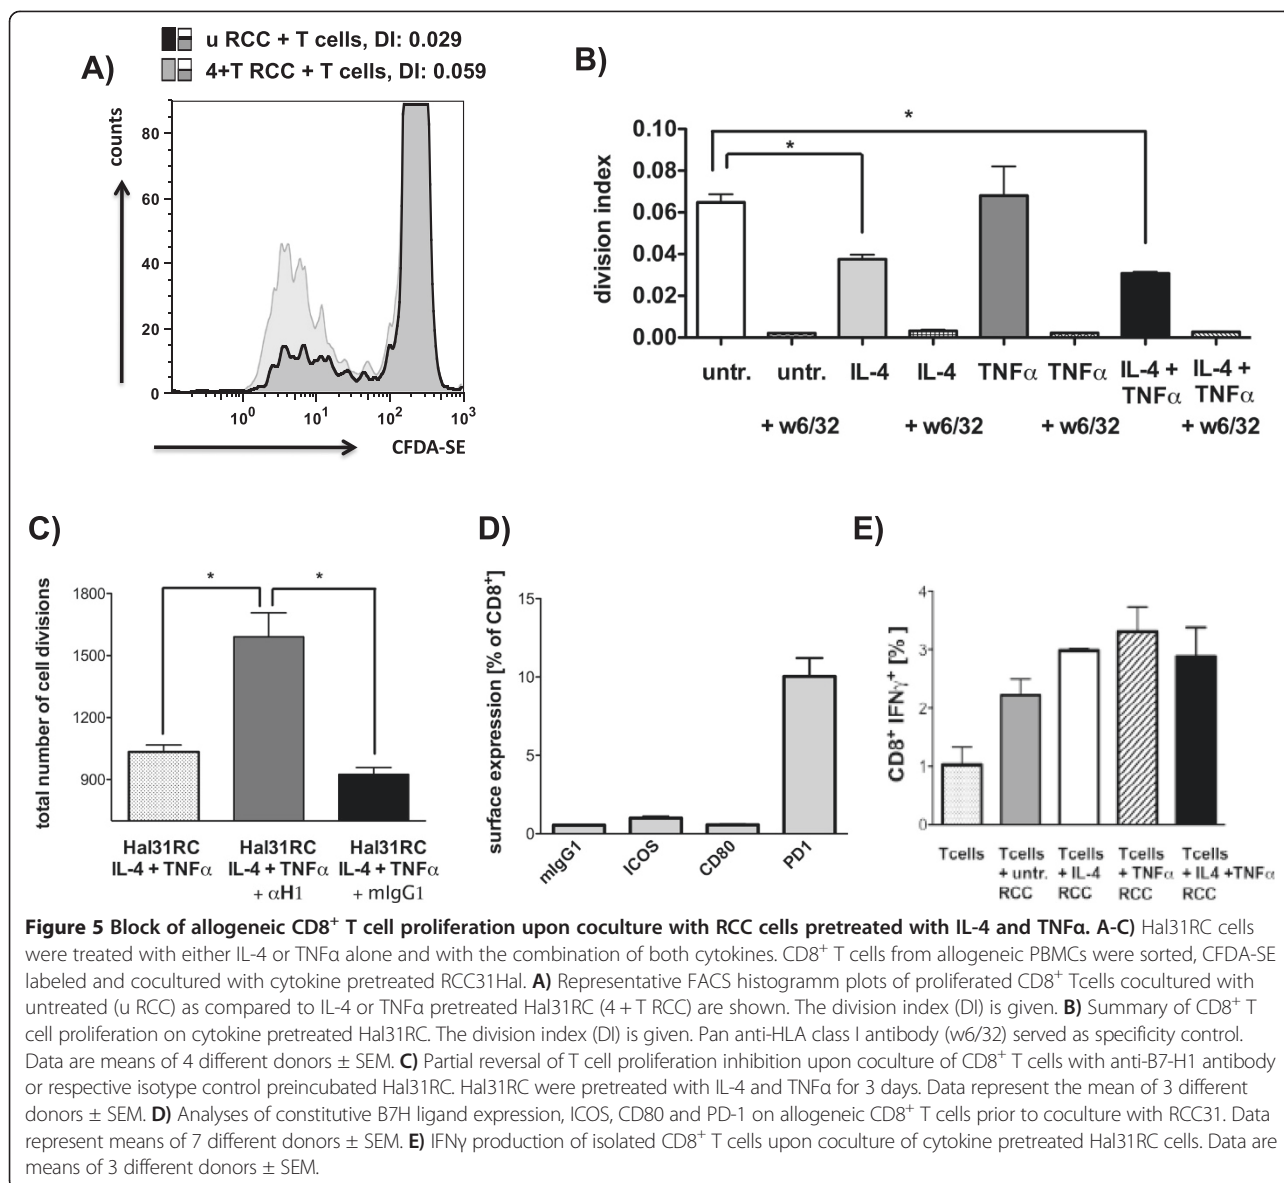 A)
u RCC + T cells, DI: 0.029
4+T RCC + T cells, DI: 0.059
counts
80
60
40
20
0
10⁰ 10¹ 10² 10³
CFDA-SE
B)
division index
0.10
0.08
0.06
0.04
0.02
0.00
*
*
untr. untr. IL-4 IL-4 TNFα TNFα IL-4 + TNFα IL-4 + TNFα
+ w6/32 + w6/32 + w6/32 + w6/32
C)
total number of cell divisions
1800
1500
1200
900
*
*
Hal31RC Hal31RC Hal31RC
IL-4 + TNFα IL-4 + TNFα IL-4 + TNFα
+ αH1 + mIgG1
D)
surface expression [% of CD8⁺]
15
10
5
0
mIgG1 ICOS CD80 PD1
E)
CD8⁺ IFNγ⁺ [% ]
4
3
2
1
0
Tcells Tcells Tcells Tcells Tcells
+ untr. + IL-4 + TNFα + IL4 +TNFα
RCC RCC RCC RCC
Figure 5 Block of allogeneic CD8⁺ T cell proliferation upon coculture with RCC cells pretreated with IL-4 and TNFα. A-C) Hal31RC cells
were treated with either IL-4 or TNFα alone and with the combination of both cytokines. CD8⁺ T cells from allogeneic PBMCs were sorted, CFDA-SE
labeled and cocultured with cytokine pretreated RCC31Hal. A) Representative FACS histogramm plots of proliferated CD8⁺ Tcells cocultured with
untreated (u RCC) as compared to IL-4 or TNFα pretreated Hal31RC (4 + T RCC) are shown. The division index (DI) is given. B) Summary of CD8⁺ T
cell proliferation on cytokine pretreated Hal31RC. The division index (DI) is given. Pan anti-HLA class I antibody (w6/32) served as specificity control.
Data are means of 4 different donors ± SEM. C) Partial reversal of T cell proliferation inhibition upon coculture of CD8⁺ T cells with anti-B7-H1 antibody
or respective isotype control preincubated Hal31RC. Hal31RC were pretreated with IL-4 and TNFα for 3 days. Data represent the mean of 3 different
donors ± SEM. D) Analyses of constitutive B7H ligand expression, ICOS, CD80 and PD-1 on allogeneic CD8⁺ T cells prior to coculture with RCC31. Data
represent means of 7 different donors ± SEM. E) IFNγ production of isolated CD8⁺ T cells upon coculture of cytokine pretreated Hal31RC cells. Data are
means of 3 different donors ± SEM.